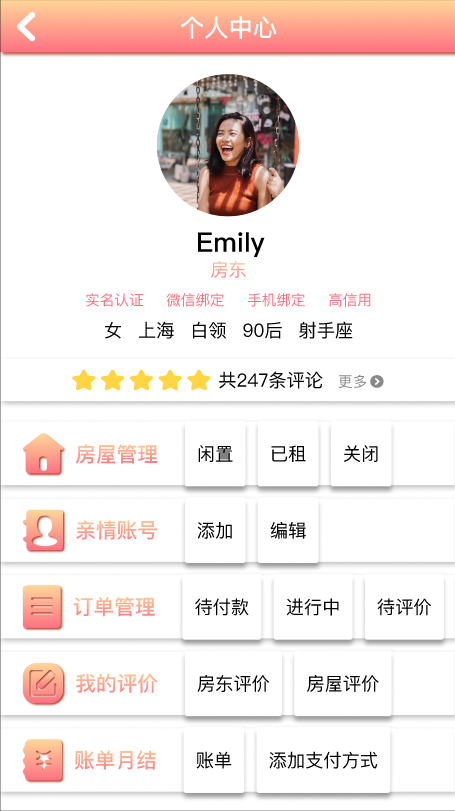 个人中心
Emily
房东
实名认证 微信绑定 手机绑定 高信用
女 上海 白领 90后 射手座
共247条评论 更多
房屋管理 闲置 已租 关闭
亲情账号 添加 编辑
订单管理 待付款 进行中 待评价
我的评价 房东评价 房屋评价
账单月结 账单 添加支付方式